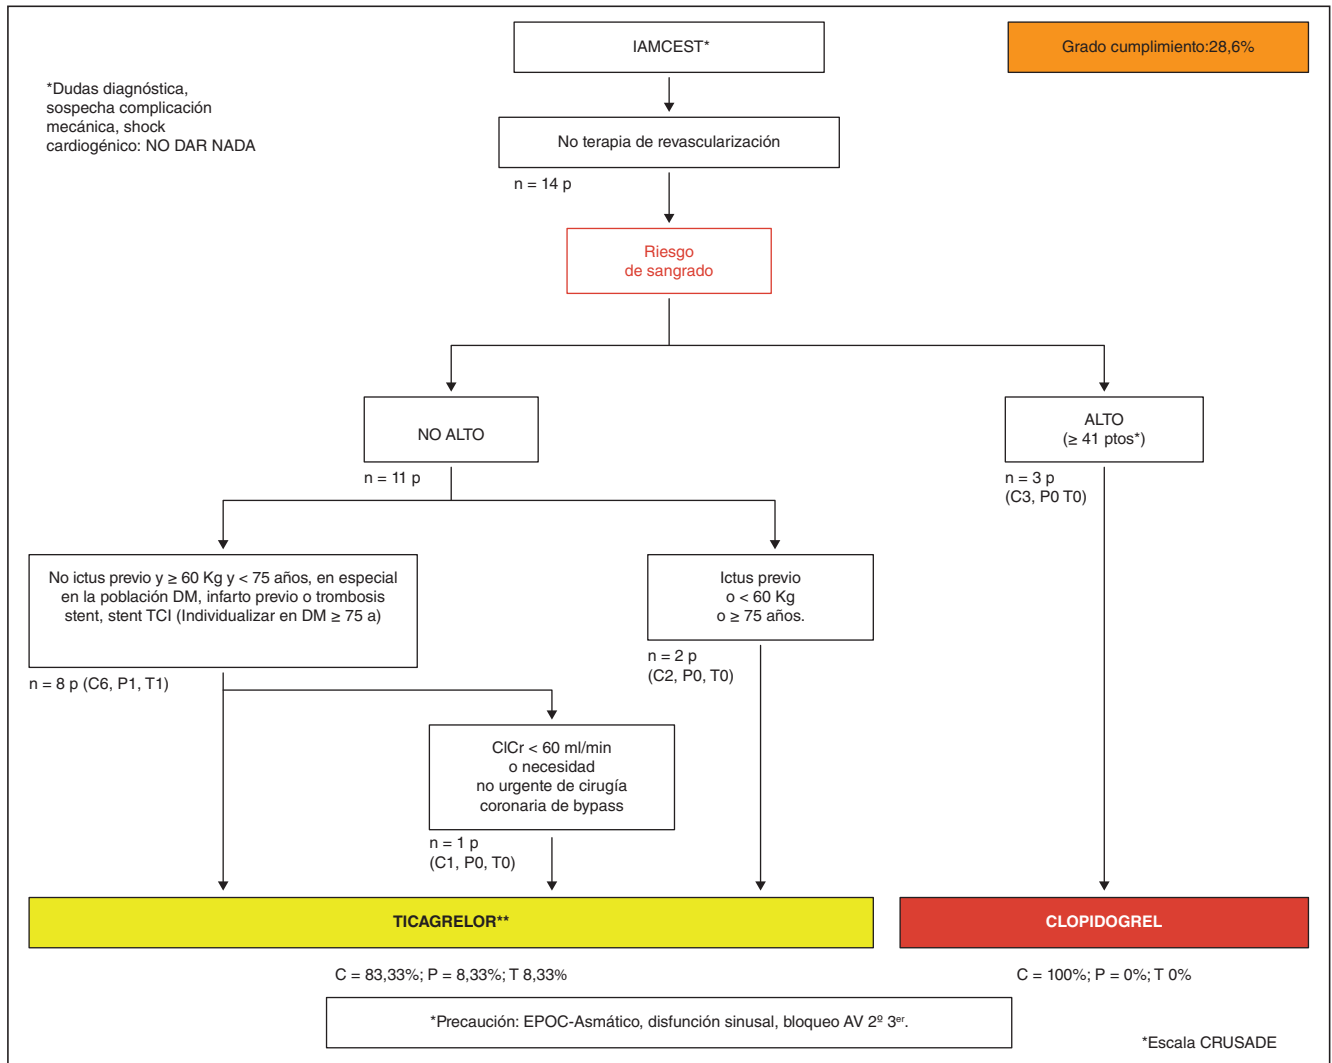 IAMCEST*
Grado cumplimiento:28,6%
*Dudas diagnóstica,
sospecha complicación
mecánica, shock
cardiogénico: NO DAR NADA
No terapia de revascularización
n = 14 p
Riesgo
de sangrado
NO ALTO
n = 11 p
ALTO
(≥ 41 ptos*)
n = 3 p
(C3, P0 T0)
No ictus previo y ≥ 60 Kg y < 75 años, en especial
en la población DM, infarto previo o trombosis
stent, stent TCI (Individualizar en DM ≥ 75 a)
n = 8 p (C6, P1, T1)
Ictus previo
o < 60 Kg
o ≥ 75 años.
n = 2 p
(C2, P0, T0)
ClCr < 60 ml/min
o necesidad
no urgente de cirugía
coronaria de bypass
n = 1 p
(C1, P0, T0)
TICAGRELOR**
CLOPIDOGREL
C = 83,33%; P = 8,33%; T 8,33%
C = 100%; P = 0%; T 0%
*Precaución: EPOC-Asmático, disfunción sinusal, bloqueo AV 2º 3er.
*Escala CRUSADE